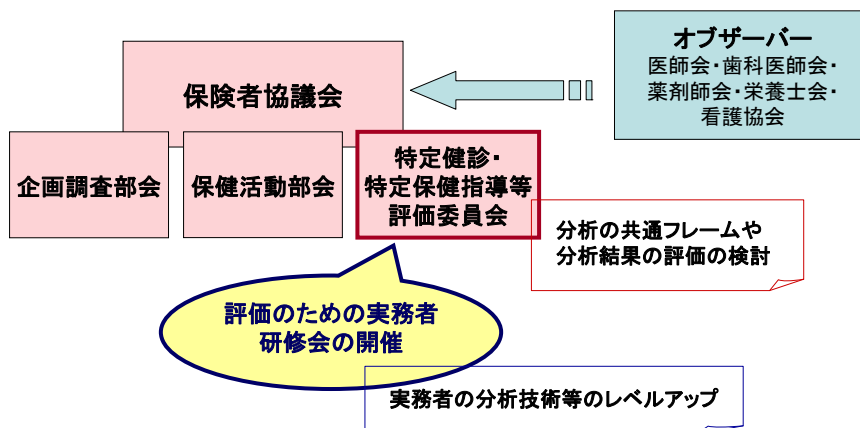 オブザーバー
医師会・歯科医師会・
薬剤師会・栄養士会・
看護協会
保険者協議会
企画調査部会
保健活動部会
特定健診・
特定保健指導等
評価委員会
分析の共通フレームや
分析結果の評価の検討
評価のための実務者
研修会の開催
実務者の分析技術等のレベルアップ